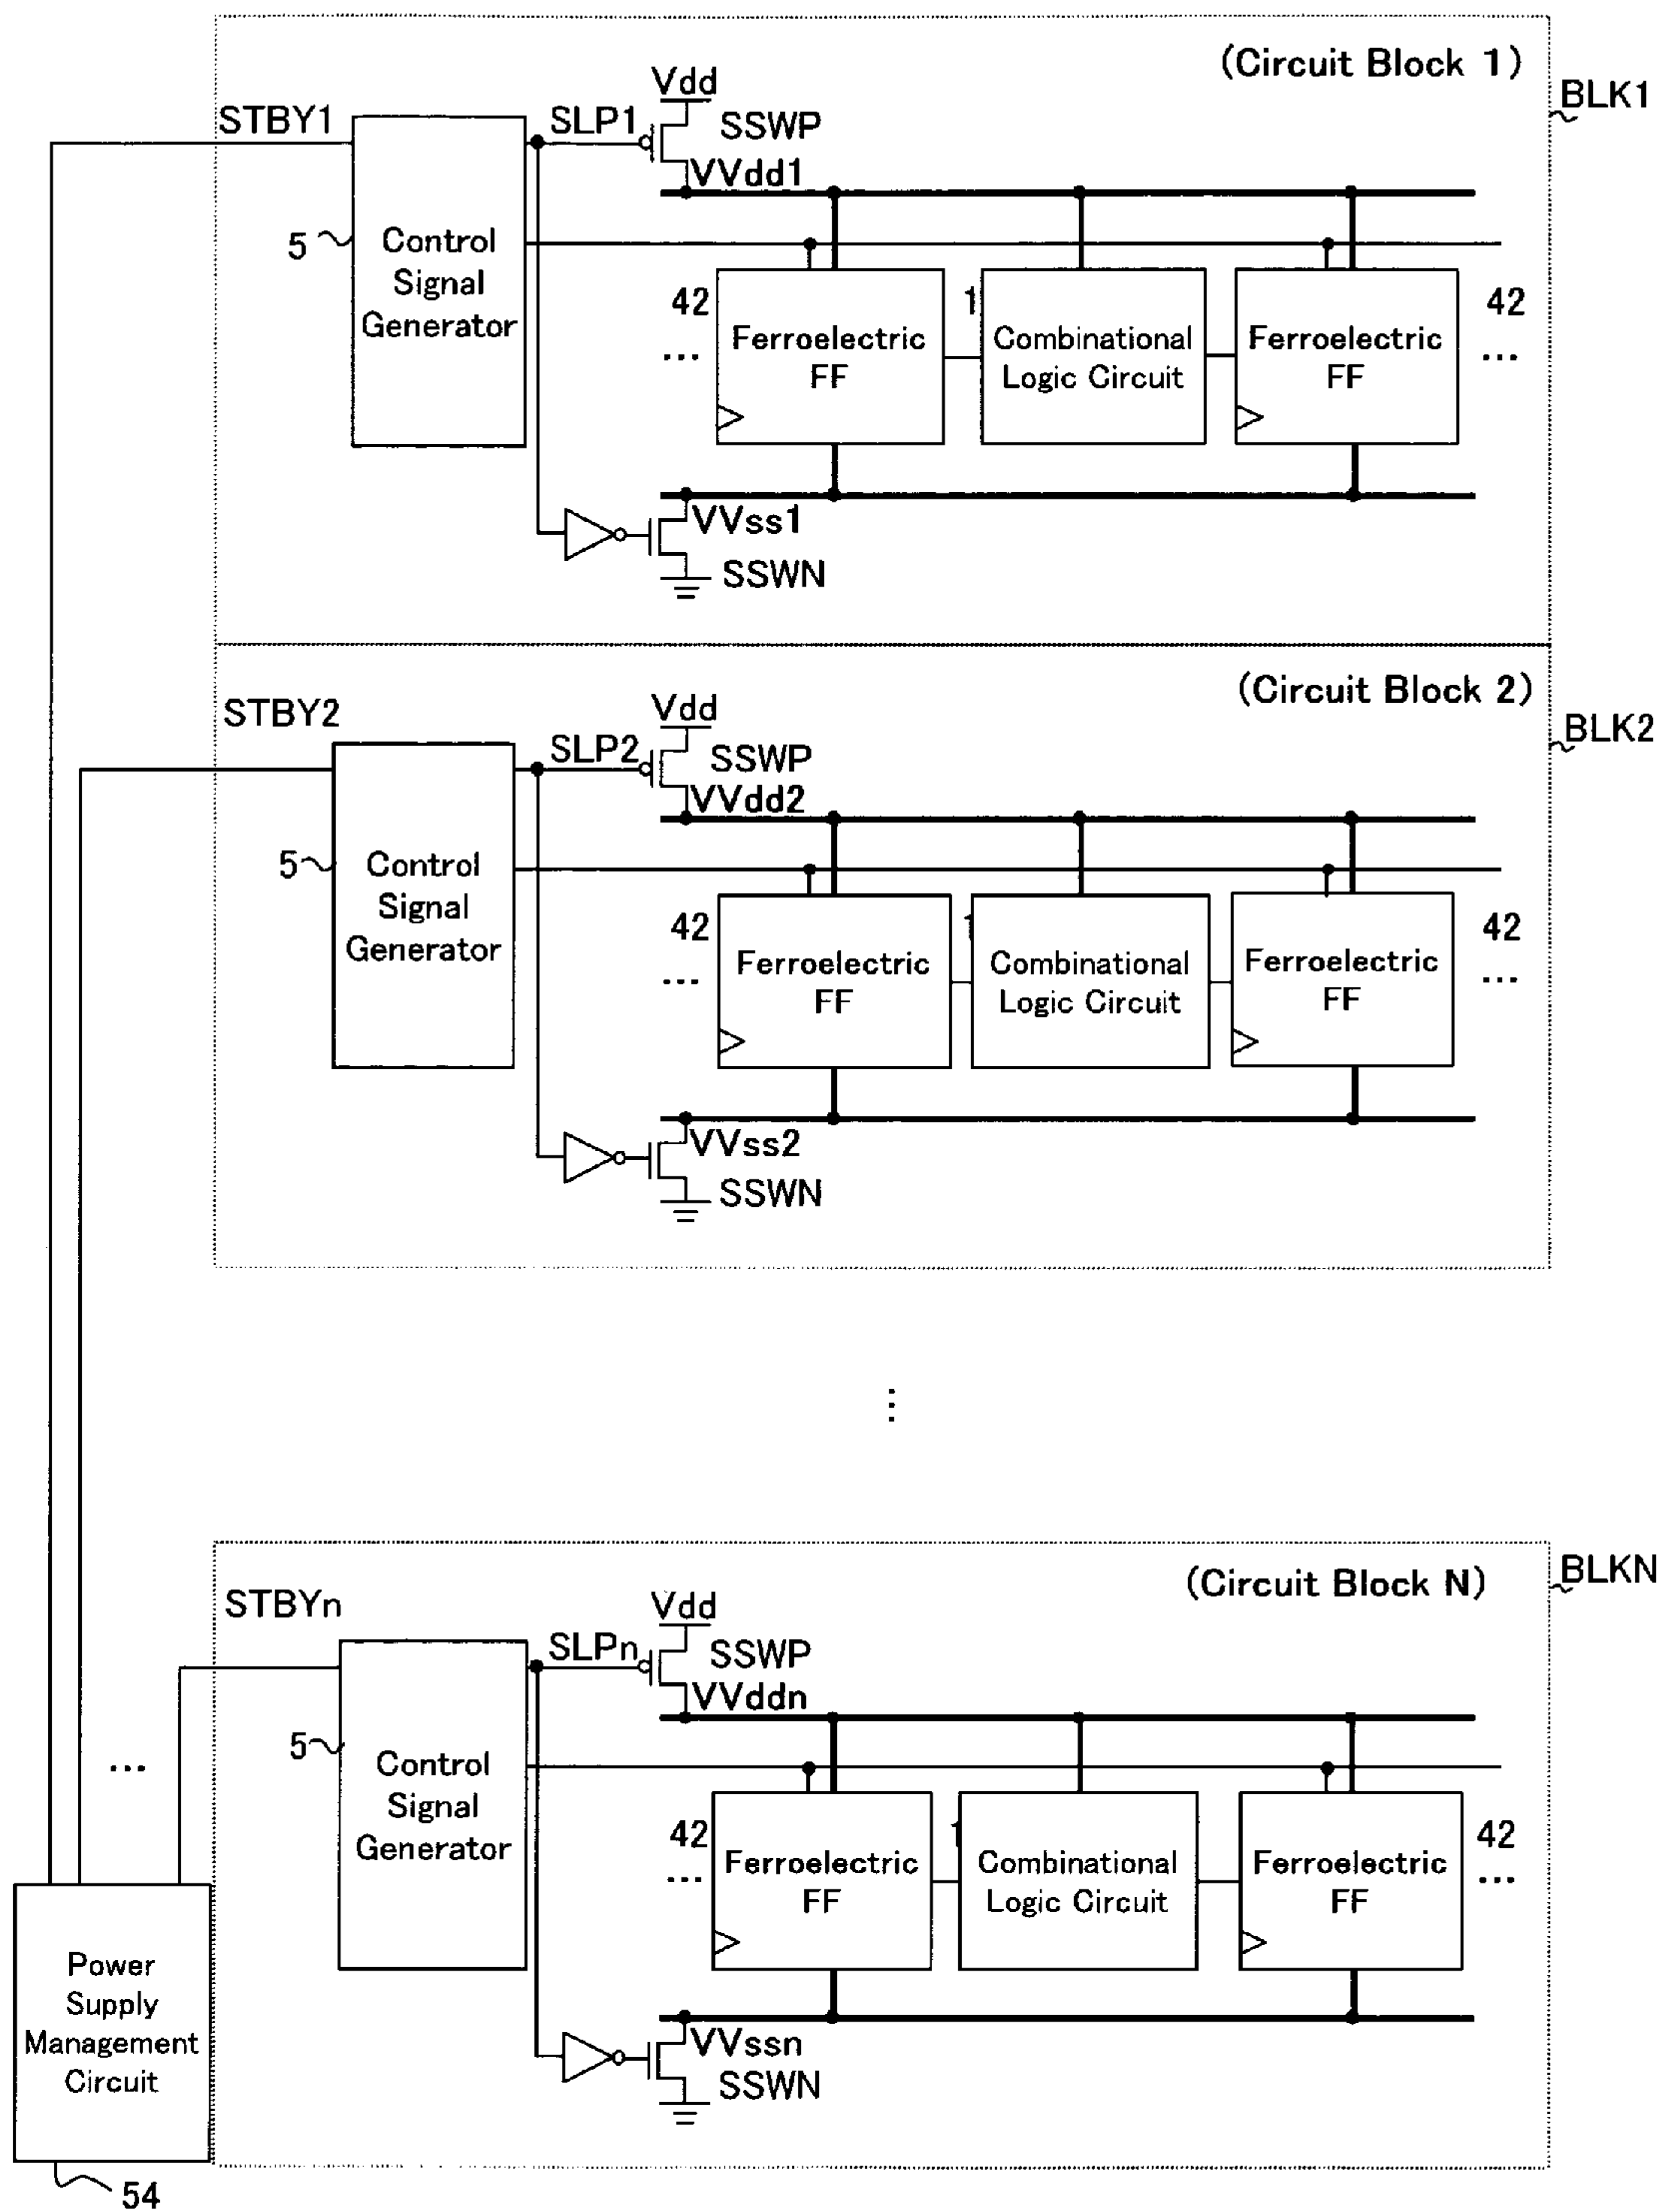 (Circuit Block 1)
BLK1
Vdd
STBY1
SLP1
SSWP
VVdd1
5
Control
Signal
Generator
42
1
42
Ferroelectric
FF
Combinational
Logic Circuit
Ferroelectric
FF
...
...
VVss1
SSWN
(Circuit Block 2)
BLK2
Vdd
STBY2
SLP2
SSWP
VVdd2
5
Control
Signal
Generator
42
1
42
Ferroelectric
FF
Combinational
Logic Circuit
Ferroelectric
FF
...
...
VVss2
SSWN
⋮
(Circuit Block N)
BLKN
Vdd
STBYn
SLPn
SSWP
VVddn
5
Control
Signal
Generator
...
42
1
42
Ferroelectric
FF
Combinational
Logic Circuit
Ferroelectric
FF
...
...
VVssn
SSWN
Power
Supply
Management
Circuit
54